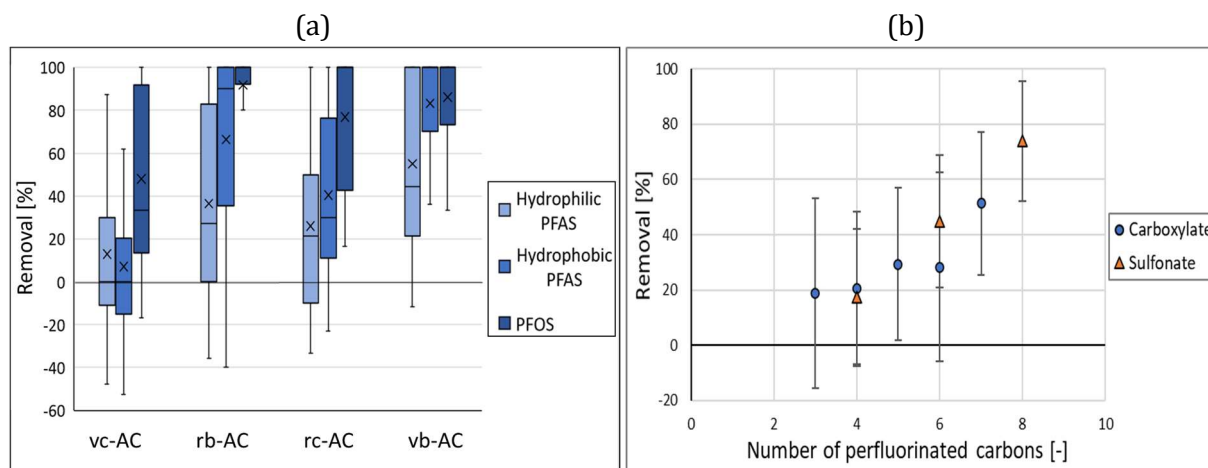 (a)
Removal [%]
100
80
60
40
20
0
-20
-40
-60
vc-AC
rb-AC
rc-AC
vb-AC
Hydrophilic
PFAS
Hydrophobic
PFAS
PFOS
(b)
Removal [%]
100
80
60
40
20
0
-20
0
2
4
6
8
10
Number of perfluorinated carbons [-]
Carboxylate
Sulfonate